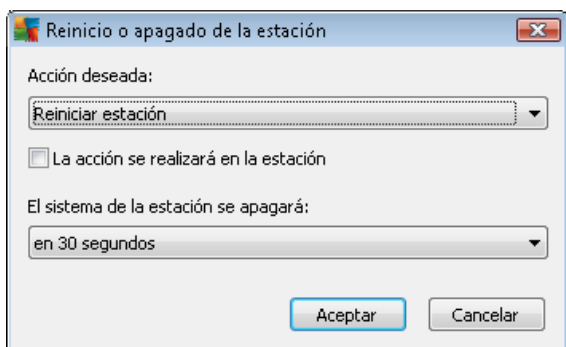 Reinicio o apagado de la estación
Acción deseada:
Reiniciar estación
La acción se realizará en la estación
El sistema de la estación se apagará:
en 30 segundos
Aceptar
Cancelar